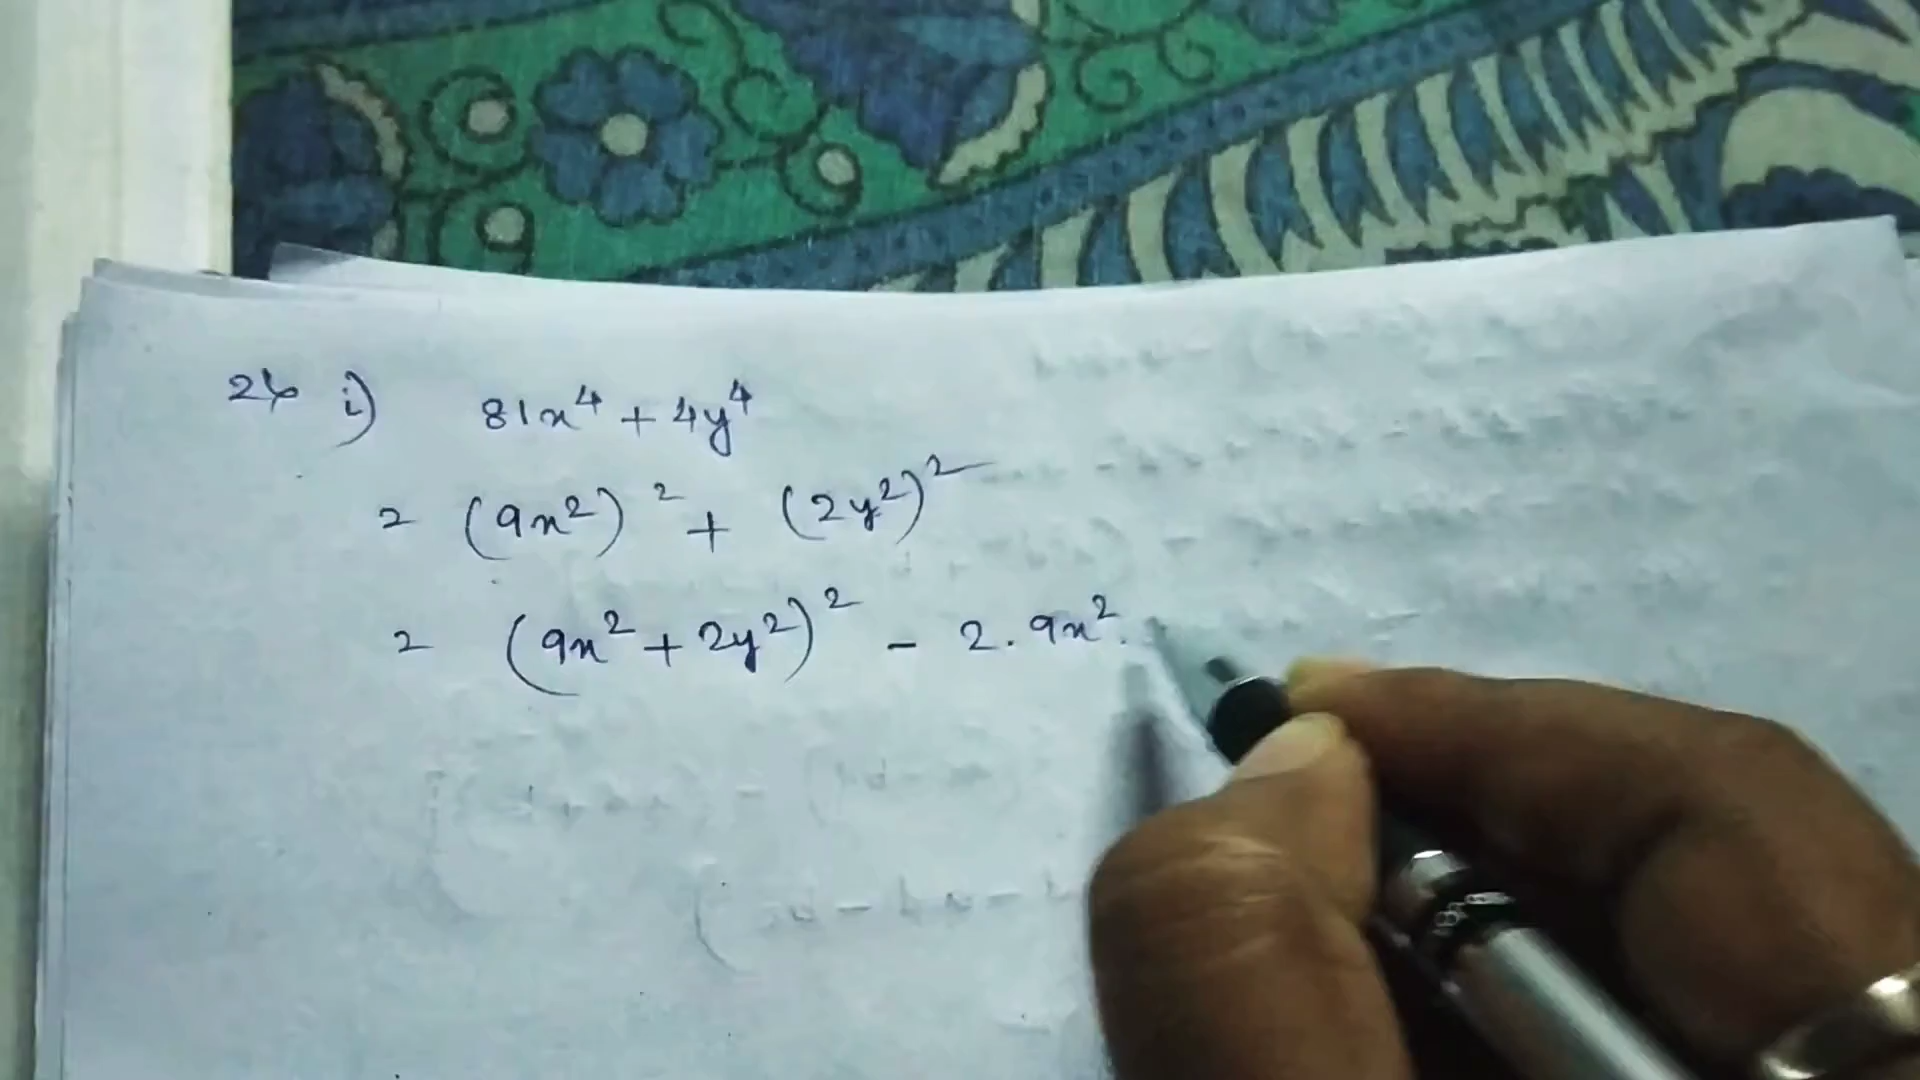 26 i) 81x⁴ + 4y⁴
= (9x²)² + (2y²)²
= (9x² + 2y²)² - 2.9x².